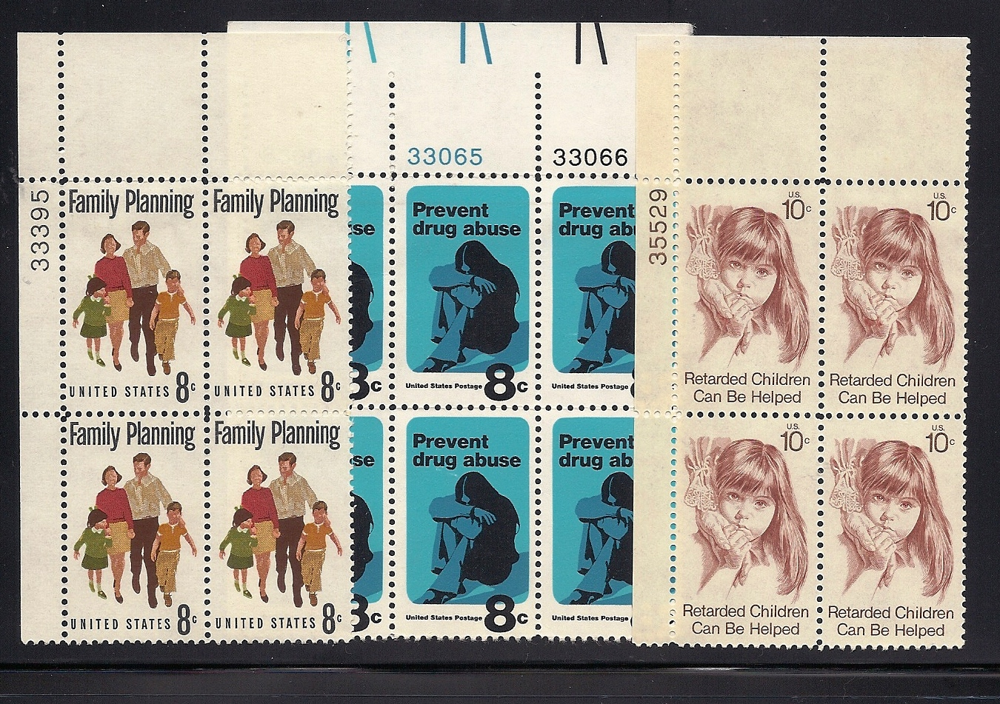 33395
Family Planning
UNITED STATES 8c
Family Planning
UNITED STATES 8c
Family Planning
UNITED STATES 8c
Family Planning
UNITED STATES 8c
33065
33066
se
8c
Prevent
drug abuse
United States Postage 8c
Prevent
drug ab
United States Postage
se
8c
Prevent
drug abuse
United States Postage 8c
Prevent
drug ab
United States Postage
35529
U.S.
10c
Retarded Children
Can Be Helped
U.S.
10c
Retarded Children
Can Be Helped
U.S.
10c
Retarded Children
Can Be Helped
U.S.
10c
Retarded Children
Can Be Helped